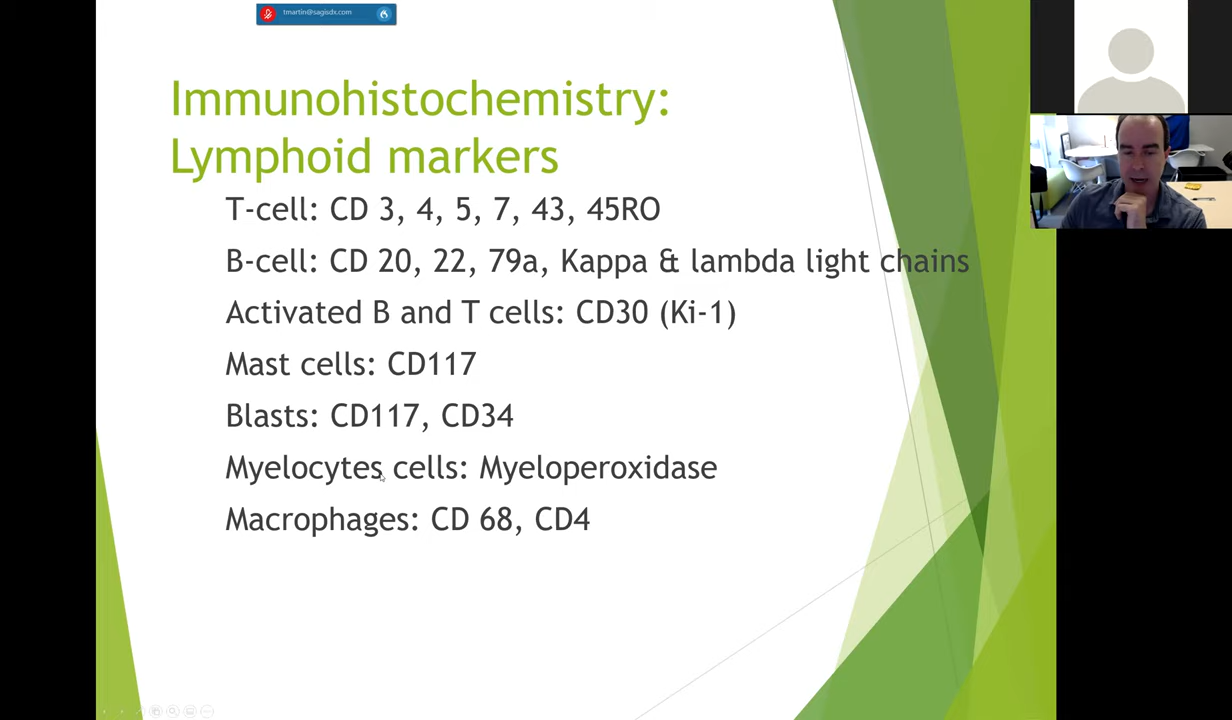 tmartin@sagisdx.com
Immunohistochemistry:
Lymphoid markers
T-cell: CD 3, 4, 5, 7, 43, 45RO
B-cell: CD 20, 22, 79a, Kappa & lambda light chains
Activated B and T cells: CD30 (Ki-1)
Mast cells: CD117
Blasts: CD117, CD34
Myelocytes cells: Myeloperoxidase
Macrophages: CD 68, CD4